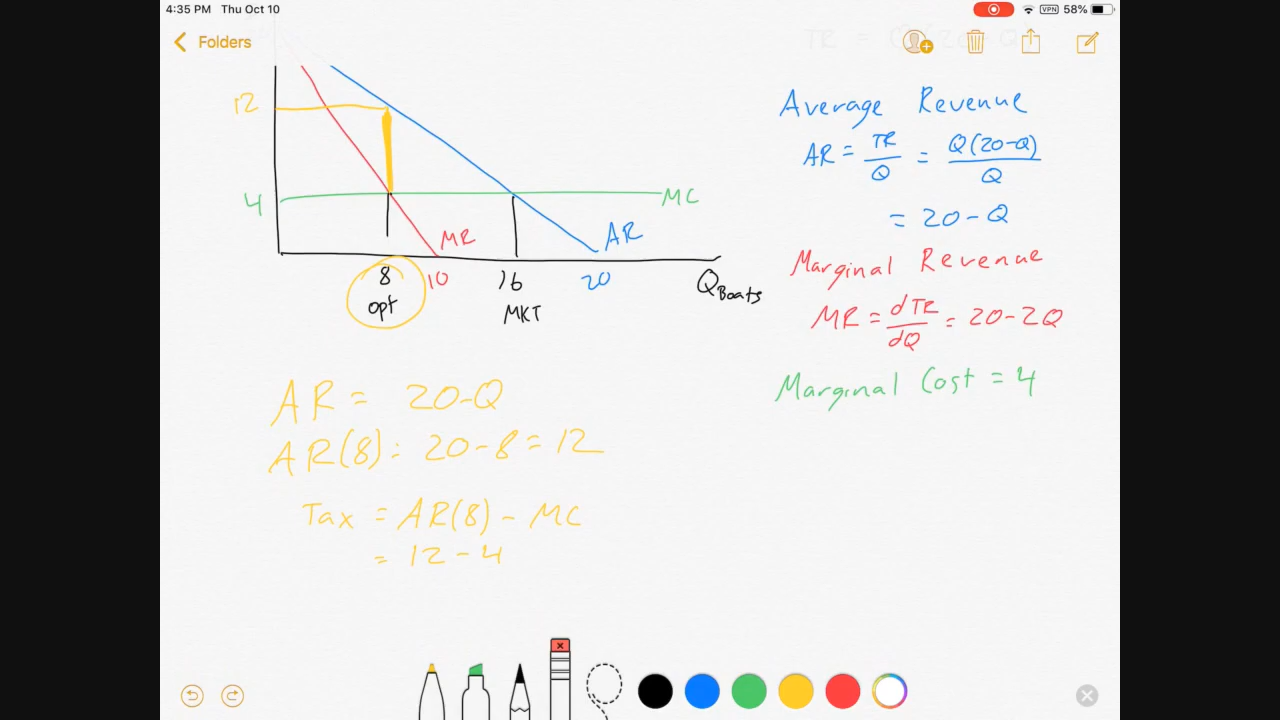 4:35 PM Thu Oct 10
VPN 58%
Folders
12
4
MC
MR
AR
8
10
16
20
Q Boats
opt
MKT
AR = 20-Q
AR(8) = 20-8 = 12
Tax = AR(8) - MC
= 12 - 4
Average Revenue
AR = TR/Q = Q(20-Q)/Q
= 20 - Q
Marginal Revenue
MR = dTR/dQ = 20-2Q
Marginal Cost = 4